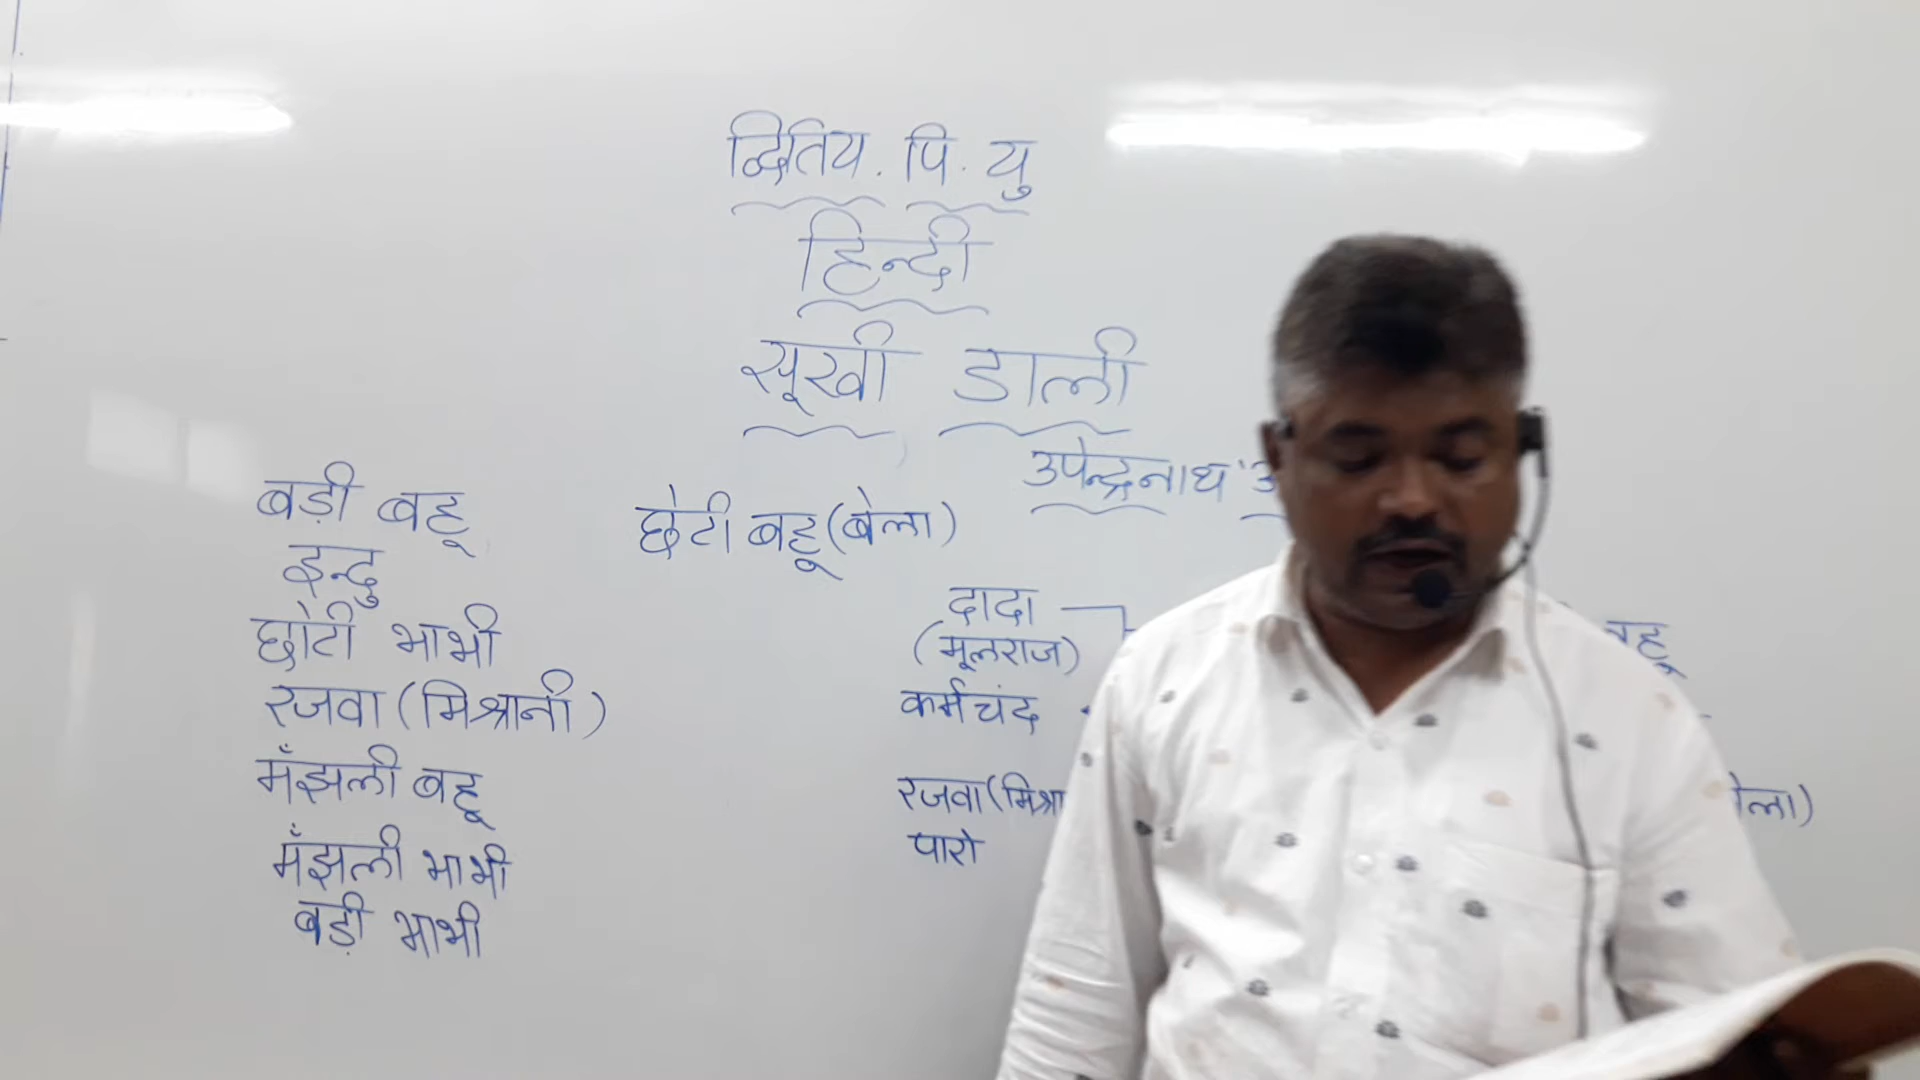 द्वितिय. पि. यु
हिन्दी
सूखी डाली
उपेन्द्रनाथ
बड़ी बहू
इन्दु
छोटी भाभी
रजवा (मिश्रानी)
मँझली बहू
मँझली भाभी
बड़ी भाभी
छोटी बहू (बेला)
दादा
(मूलराज)
कर्मचंद
रजवा
पारो